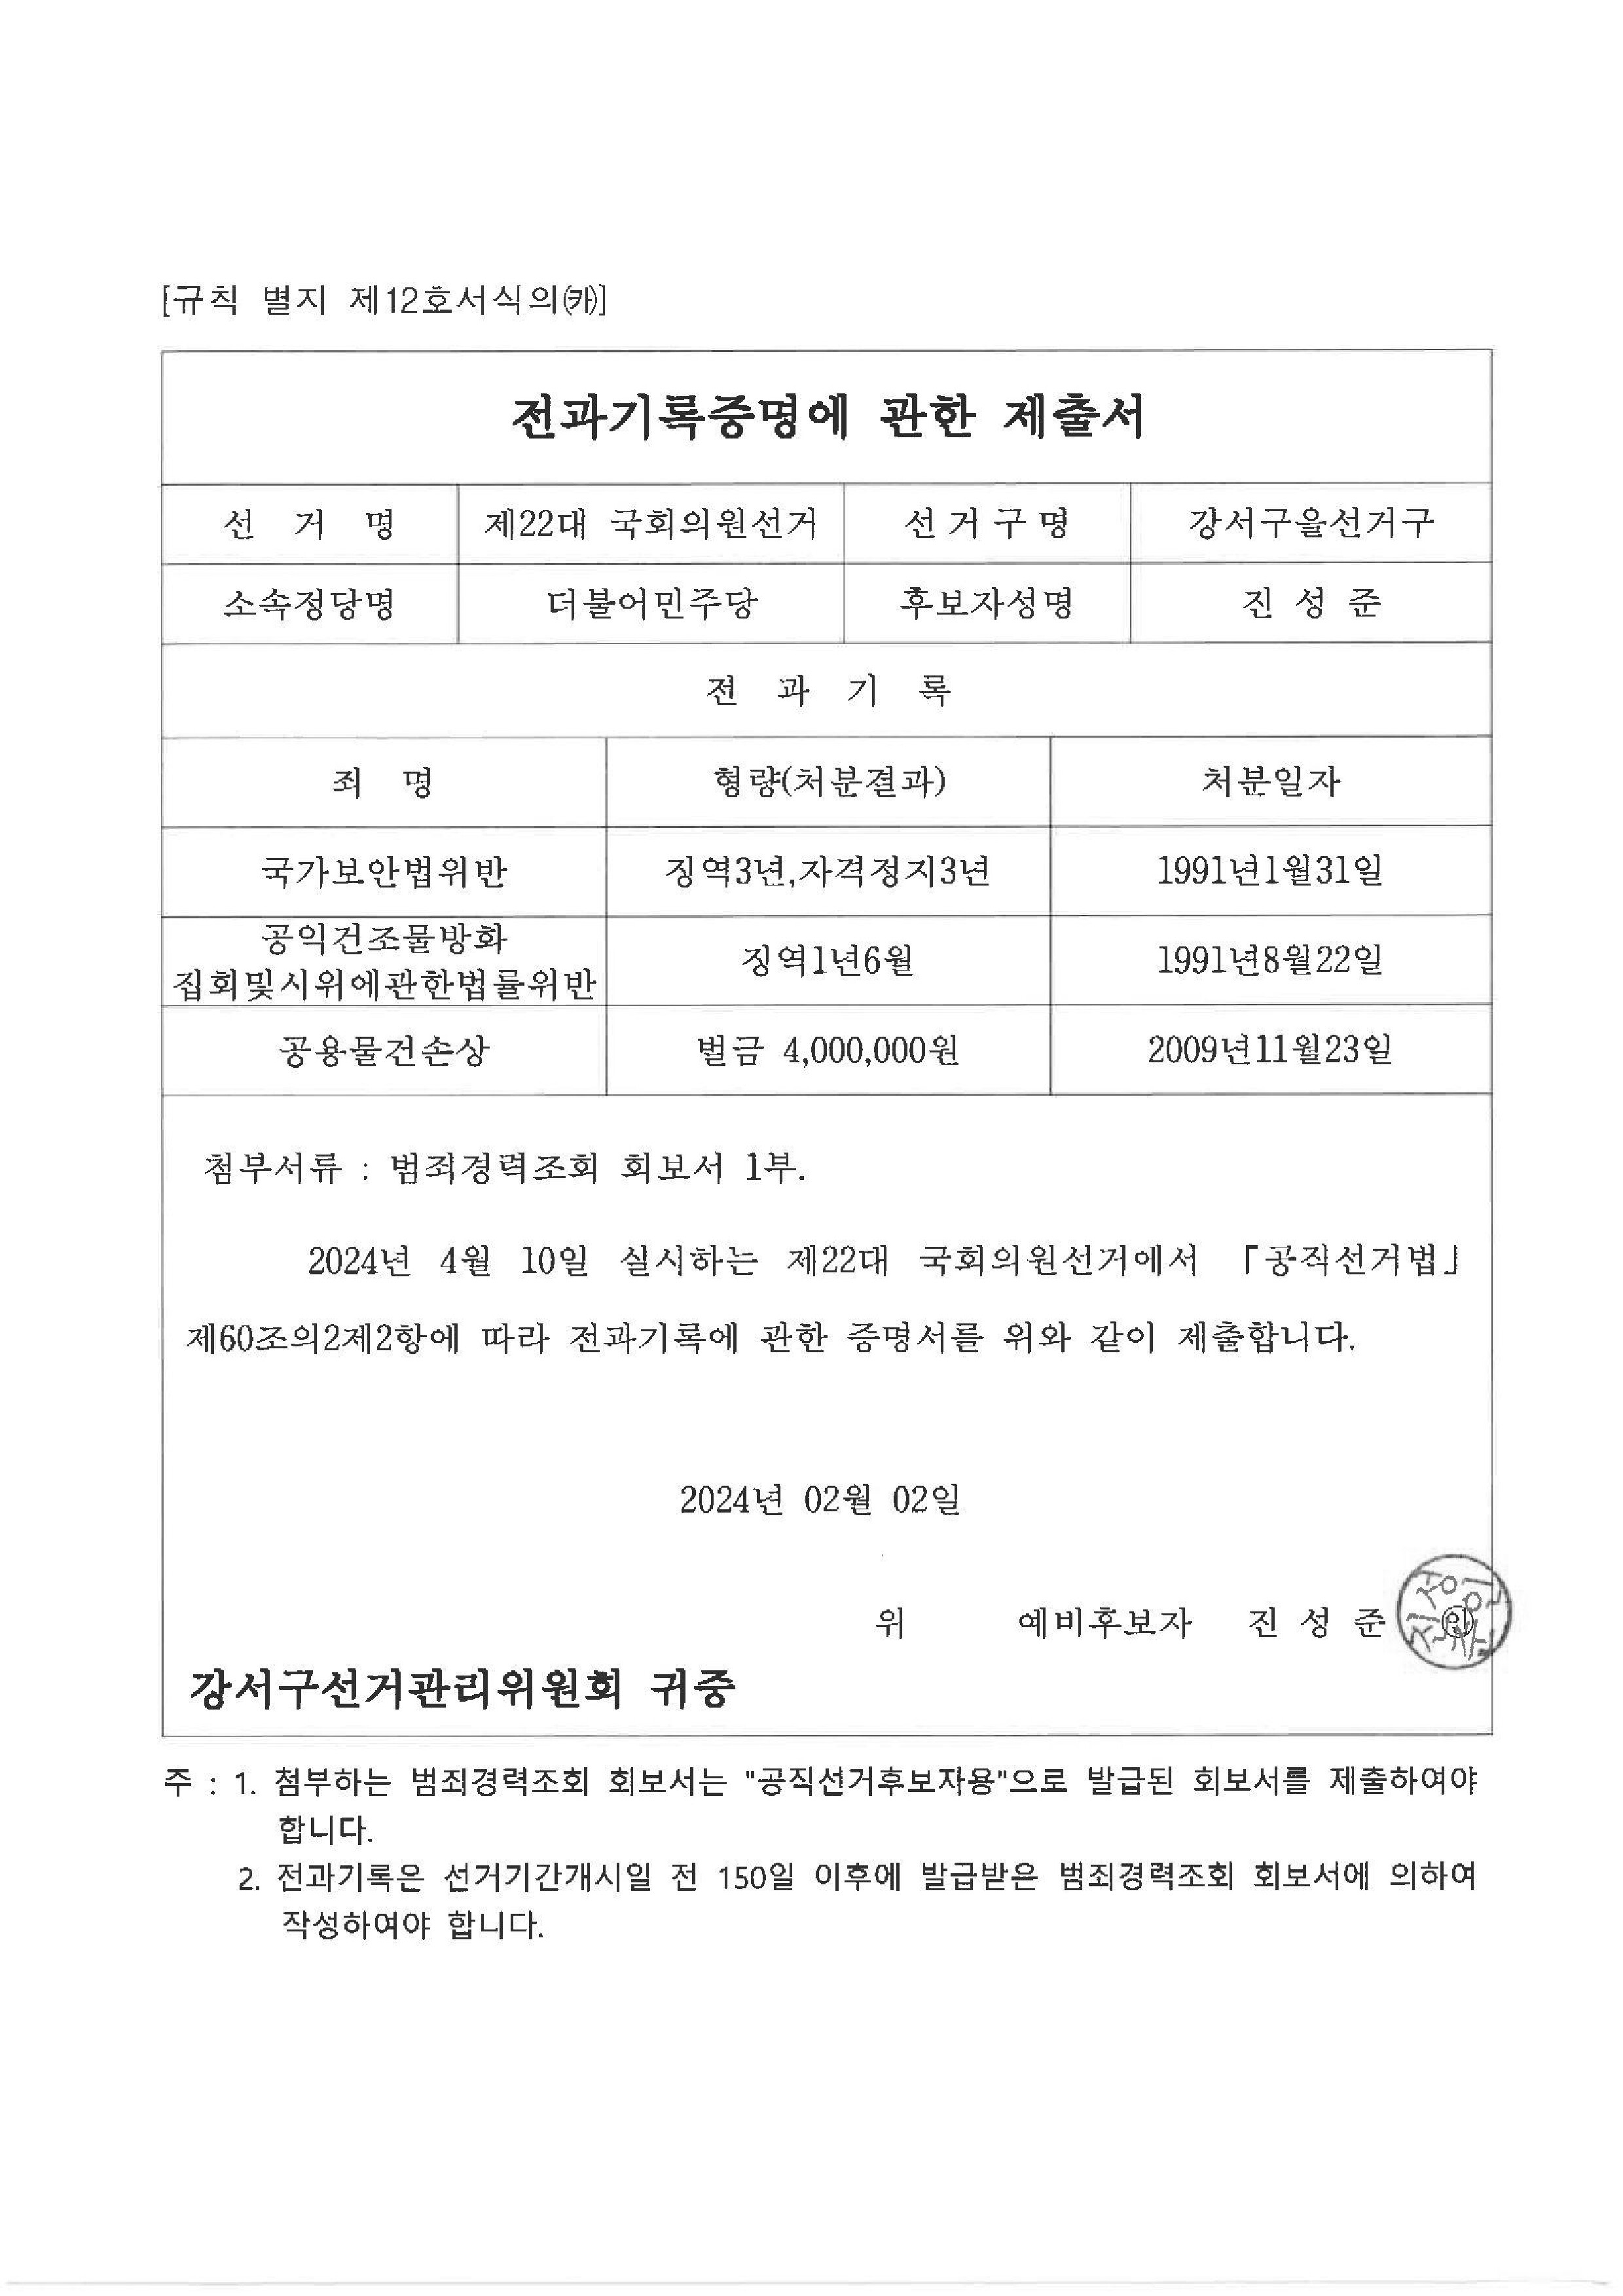 [규칙 별지 제12호서식의㈸]
전과기록증명에 관한 제출서
선 거 명 제22대 국회의원선거 선거구명 강서구을선거구
소속정당명 더불어민주당 후보자성명 진 성 준
전 과 기 록
죄 명 형량(처분결과) 처분일자
국가보안법위반 징역3년,자격정지3년 1991년1월31일
공익건조물방화
집회및시위에관한법률위반 징역1년6월 1991년8월22일
공용물건손상 벌금 4,000,000원 2009년11월23일
첨부서류 : 범죄경력조회 회보서 1부.
2024년 4월 10일 실시하는 제22대 국회의원선거에서 「공직선거법」
제60조의2제2항에 따라 전과기록에 관한 증명서를 위와 같이 제출합니다.
2024년 02월 02일
위 예비후보자 진 성 준 ㊞
강서구선거관리위원회 귀중
주 : 1. 첨부하는 범죄경력조회 회보서는 "공직선거후보자용"으로 발급된 회보서를 제출하여야
합니다.
2. 전과기록은 선거기간개시일 전 150일 이후에 발급받은 범죄경력조회 회보서에 의하여
작성하여야 합니다.